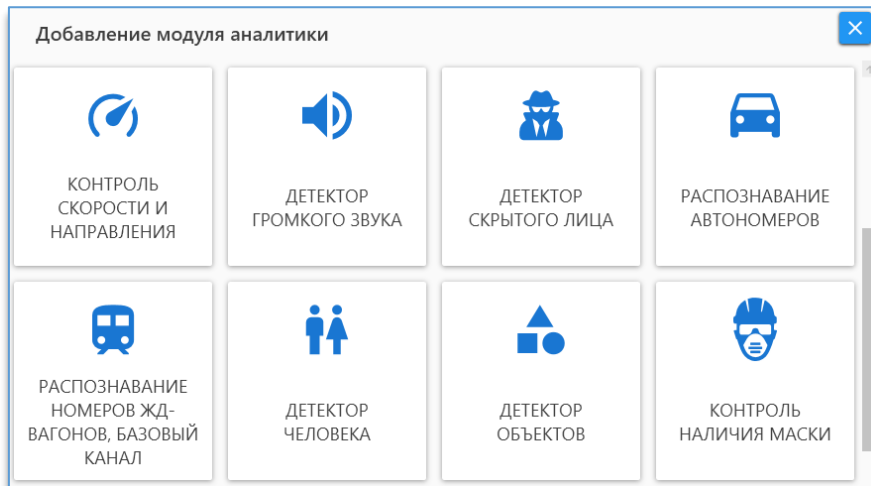 Добавление модуля аналитики
КОНТРОЛЬ
СКОРОСТИ И
НАПРАВЛЕНИЯ
ДЕТЕКТОР
ГРОМКОГО ЗВУКА
ДЕТЕКТОР
СКРЫТОГО ЛИЦА
РАСПОЗНАВАНИЕ
АВТОНОМЕРОВ
РАСПОЗНАВАНИЕ
НОМЕРОВ ЖД-
ВАГОНОВ, БАЗОВЫЙ
КАНАЛ
ДЕТЕКТОР
ЧЕЛОВЕКА
ДЕТЕКТОР
ОБЪЕКТОВ
КОНТРОЛЬ
НАЛИЧИЯ МАСКИ